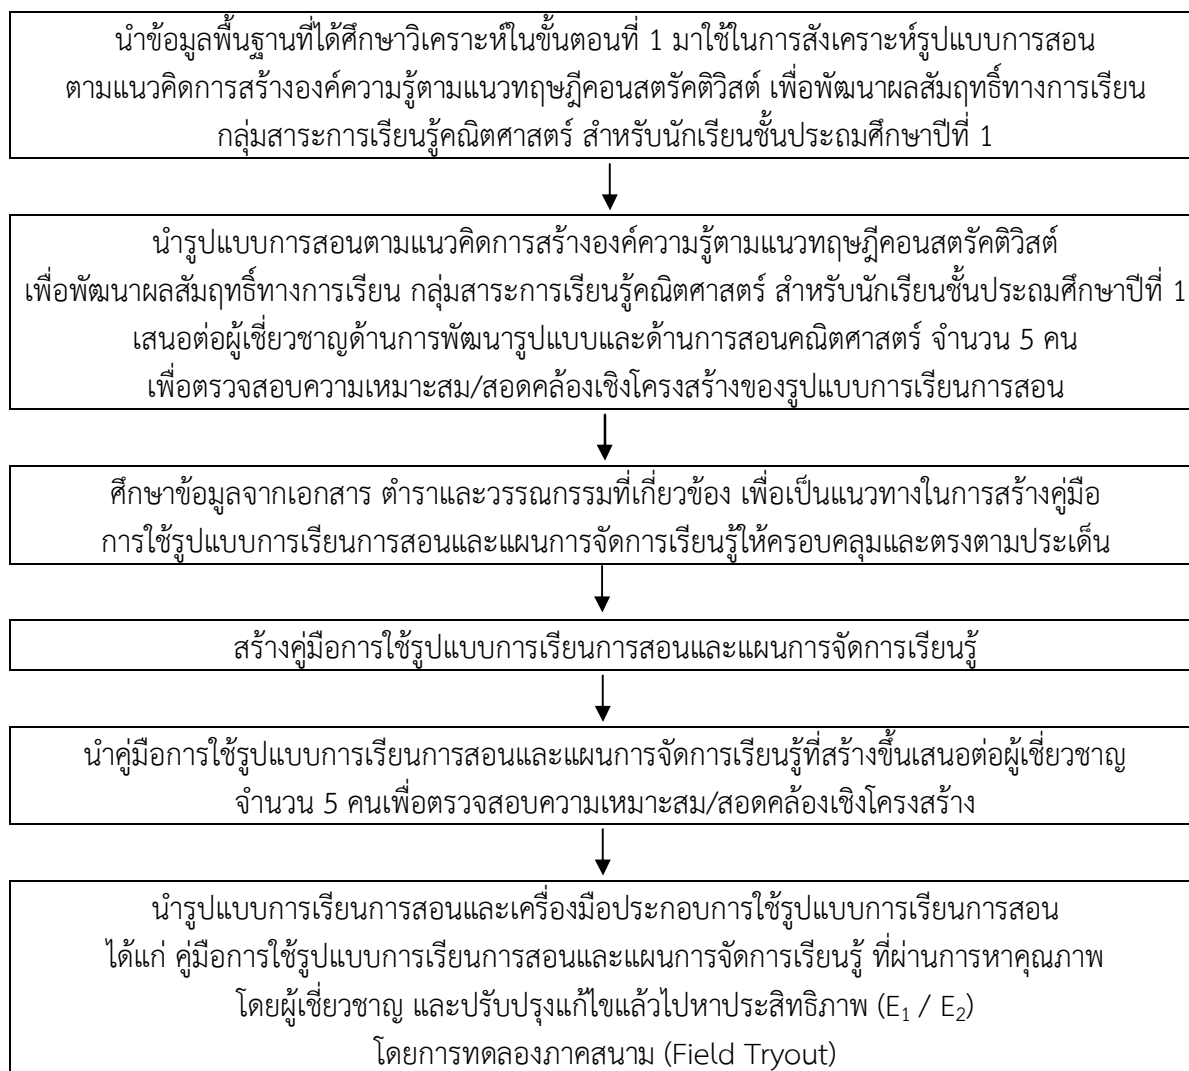 นำข้อมูลพื้นฐานที่ได้ศึกษาวิเคราะห์ในขั้นตอนที่ 1 มาใช้ในการสังเคราะห์รูปแบบการสอน
ตามแนวคิดการสร้างองค์ความรู้ตามแนวทฤษฎีคอนสตรัคติวิสต์ เพื่อพัฒนาผลสัมฤทธิ์ทางการเรียน
กลุ่มสาระการเรียนรู้คณิตศาสตร์ สำหรับนักเรียนชั้นประถมศึกษาปีที่ 1
นำรูปแบบการสอนตามแนวคิดการสร้างองค์ความรู้ตามแนวทฤษฎีคอนสตรัคติวิสต์
เพื่อพัฒนาผลสัมฤทธิ์ทางการเรียน กลุ่มสาระการเรียนรู้คณิตศาสตร์ สำหรับนักเรียนชั้นประถมศึกษาปีที่ 1
เสนอต่อผู้เชี่ยวชาญด้านการพัฒนารูปแบบและด้านการสอนคณิตศาสตร์ จำนวน 5 คน
เพื่อตรวจสอบความเหมาะสม/สอดคล้องเชิงโครงสร้างของรูปแบบการเรียนการสอน
ศึกษาข้อมูลจากเอกสาร ตำราและวรรณกรรมที่เกี่ยวข้อง เพื่อเป็นแนวทางในการสร้างคู่มือ
การใช้รูปแบบการเรียนการสอนและแผนการจัดการเรียนรู้ให้ครอบคลุมและตรงตามประเด็น
สร้างคู่มือการใช้รูปแบบการเรียนการสอนและแผนการจัดการเรียนรู้
นำคู่มือการใช้รูปแบบการเรียนการสอนและแผนการจัดการเรียนรู้ที่สร้างขึ้นเสนอต่อผู้เชี่ยวชาญ
จำนวน 5 คนเพื่อตรวจสอบความเหมาะสม/สอดคล้องเชิงโครงสร้าง
นำรูปแบบการเรียนการสอนและเครื่องมือประกอบการใช้รูปแบบการเรียนการสอน
ได้แก่ คู่มือการใช้รูปแบบการเรียนการสอนและแผนการจัดการเรียนรู้ ที่ผ่านการหาคุณภาพ
โดยผู้เชี่ยวชาญ และปรับปรุงแก้ไขแล้วไปหาประสิทธิภาพ (E₁ / E₂)
โดยการทดลองภาคสนาม (Field Tryout)